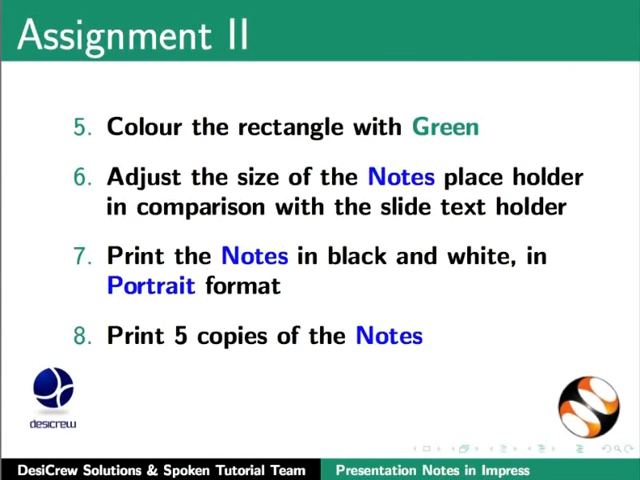 Assignment II
5. Colour the rectangle with Green
6. Adjust the size of the Notes place holder
in comparison with the slide text holder
7. Print the Notes in black and white, in
Portrait format
8. Print 5 copies of the Notes
desicrew
DesiCrew Solutions & Spoken Tutorial Team
Presentation Notes in Impress